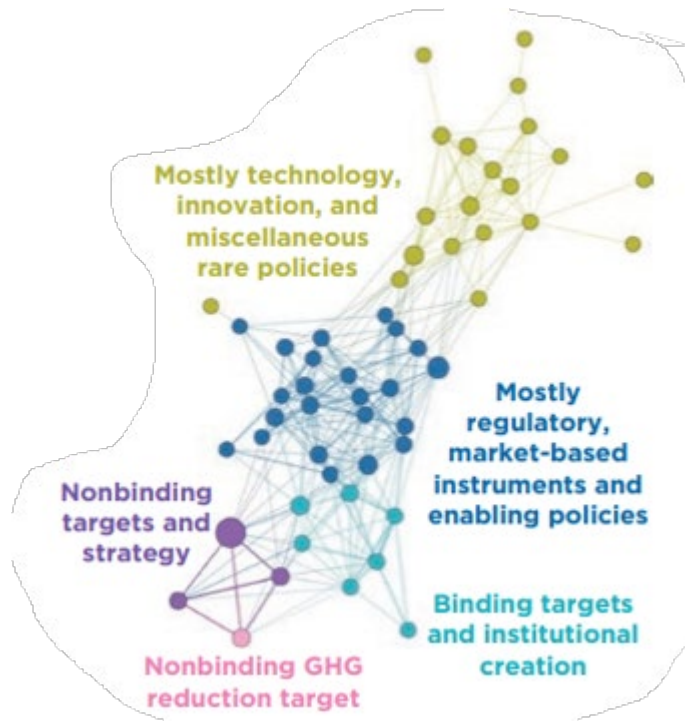 Mostly technology,
innovation, and
miscellaneous
rare policies
Mostly
regulatory,
market-based
instruments and
enabling policies
Nonbinding
targets and
strategy
Binding targets
and institutional
creation
Nonbinding GHG
reduction target